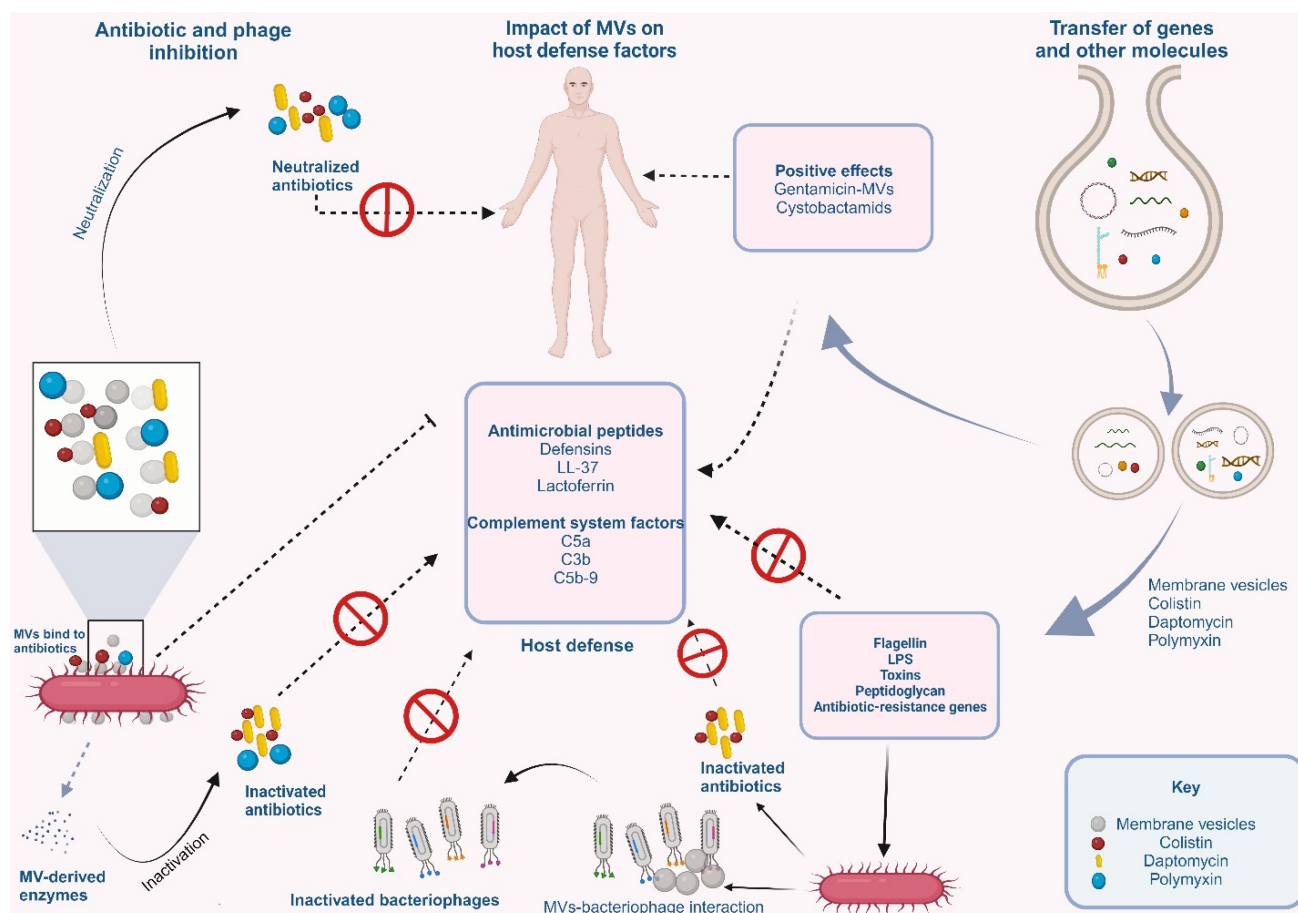 Antibiotic and phage
inhibition
Impact of MVs on
host defense factors
Transfer of genes
and other molecules
Neutralization
Neutralized
antibiotics
Positive effects
Gentamicin-MVs
Cystobactamids
Antimicrobial peptides
Defensins
LL-37
Lactoferrin
Complement system factors
C5a
C3b
C5b-9
Host defense
MVs bind to
antibiotics
Membrane vesicles
Colistin
Daptomycin
Polymyxin
Flagellin
LPS
Toxins
Peptidoglycan
Antibiotic-resistance genes
Inactivated
antibiotics
Inactivated
antibiotics
MV-derived
enzymes
Inactivation
Inactivated bacteriophages
MVs-bacteriophage interaction
Key
Membrane vesicles
Colistin
Daptomycin
Polymyxin